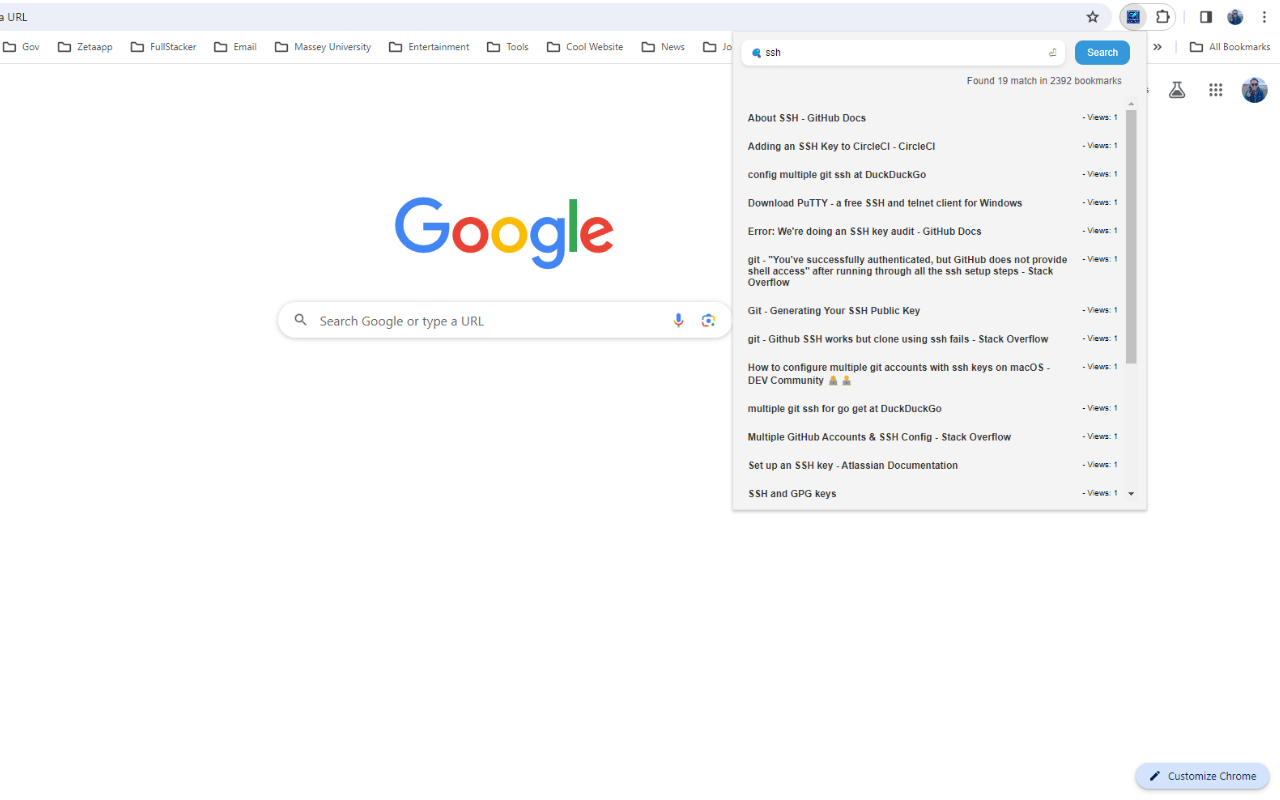 a URL
Gov Zetaapp FullStacker Email Massey University Entertainment Tools Cool Website News Jo » All Bookmarks
ssh Search
Found 19 match in 2392 bookmarks
About SSH - GitHub Docs - Views: 1
Adding an SSH Key to CircleCI - CircleCI - Views: 1
config multiple git ssh at DuckDuckGo - Views: 1
Download PuTTY - a free SSH and telnet client for Windows - Views: 1
Error: We're doing an SSH key audit - GitHub Docs - Views: 1
git - "You've successfully authenticated, but GitHub does not provide - Views: 1
shell access" after running through all the ssh setup steps - Stack
Overflow
Git - Generating Your SSH Public Key - Views: 1
git - Github SSH works but clone using ssh fails - Stack Overflow - Views: 1
How to configure multiple git accounts with ssh keys on macOS - - Views: 1
DEV Community
multiple git ssh for go get at DuckDuckGo - Views: 1
Multiple GitHub Accounts & SSH Config - Stack Overflow - Views: 1
Set up an SSH key - Atlassian Documentation - Views: 1
SSH and GPG keys - Views: 1
Google
Search Google or type a URL
Customize Chrome